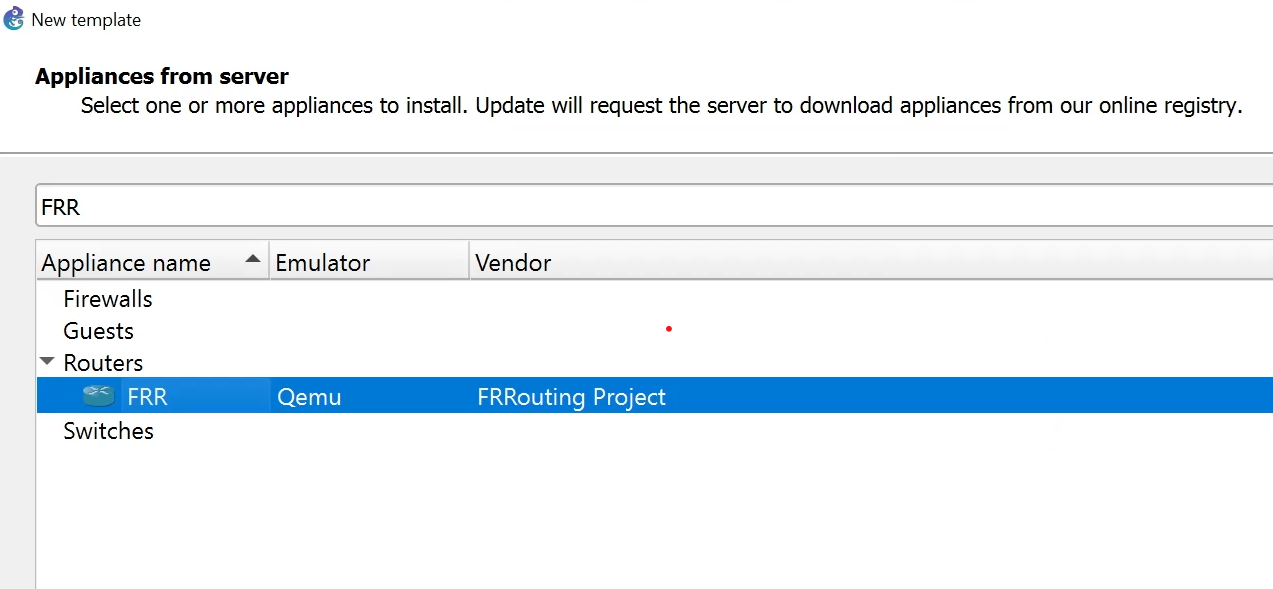 New template
Appliances from server
Select one or more appliances to install. Update will request the server to download appliances from our online registry.
FRR
Appliance name Emulator Vendor
Firewalls
Guests
Routers
FRR Qemu FRRouting Project
Switches